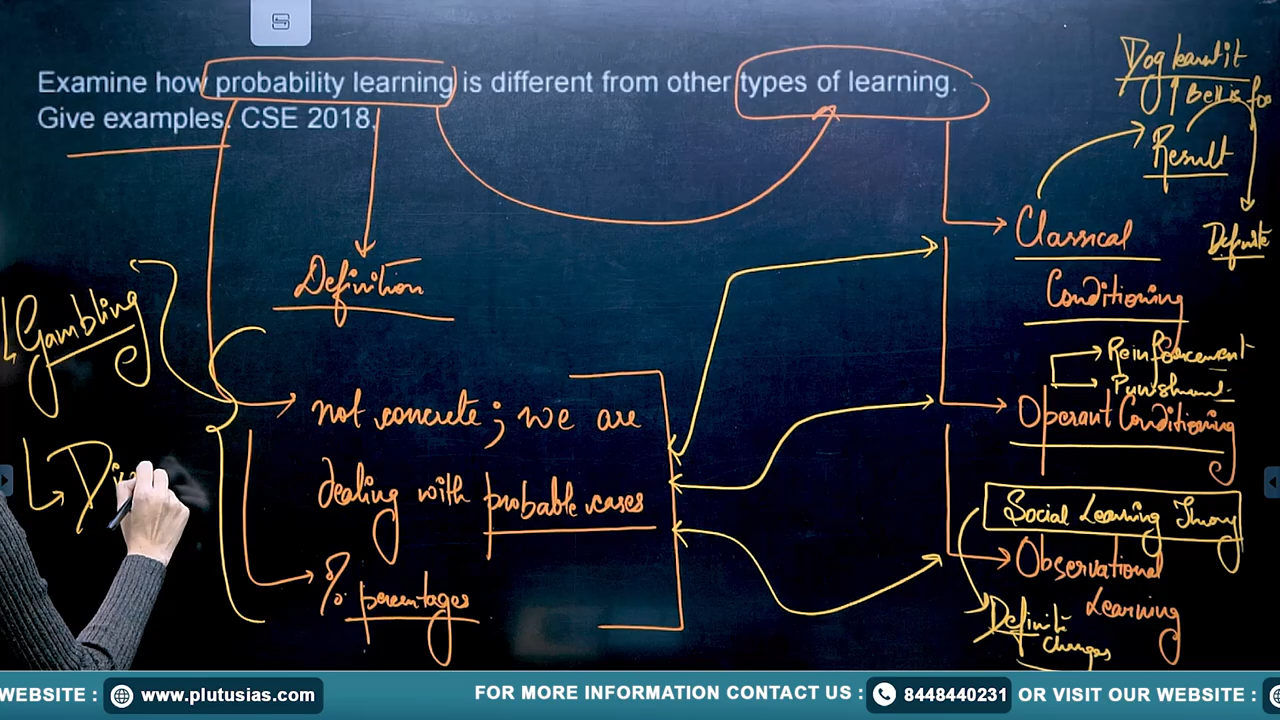 Examine how probability learning is different from other types of learning.
Give examples. CSE 2018.
Dog learnt it
Bell is foo
Result
Definite
Classical
Conditioning
Reinforcement
Punishment
Operant Conditioning
Social Learning Theory
Observational
Learning
Definite
changes
Definition
Gambling
not concrete; we are
dealing with probable cases
% percentages
Di
WEBSITE : www.plutusias.com FOR MORE INFORMATION CONTACT US : 8448440231 OR VISIT OUR WEBSITE :